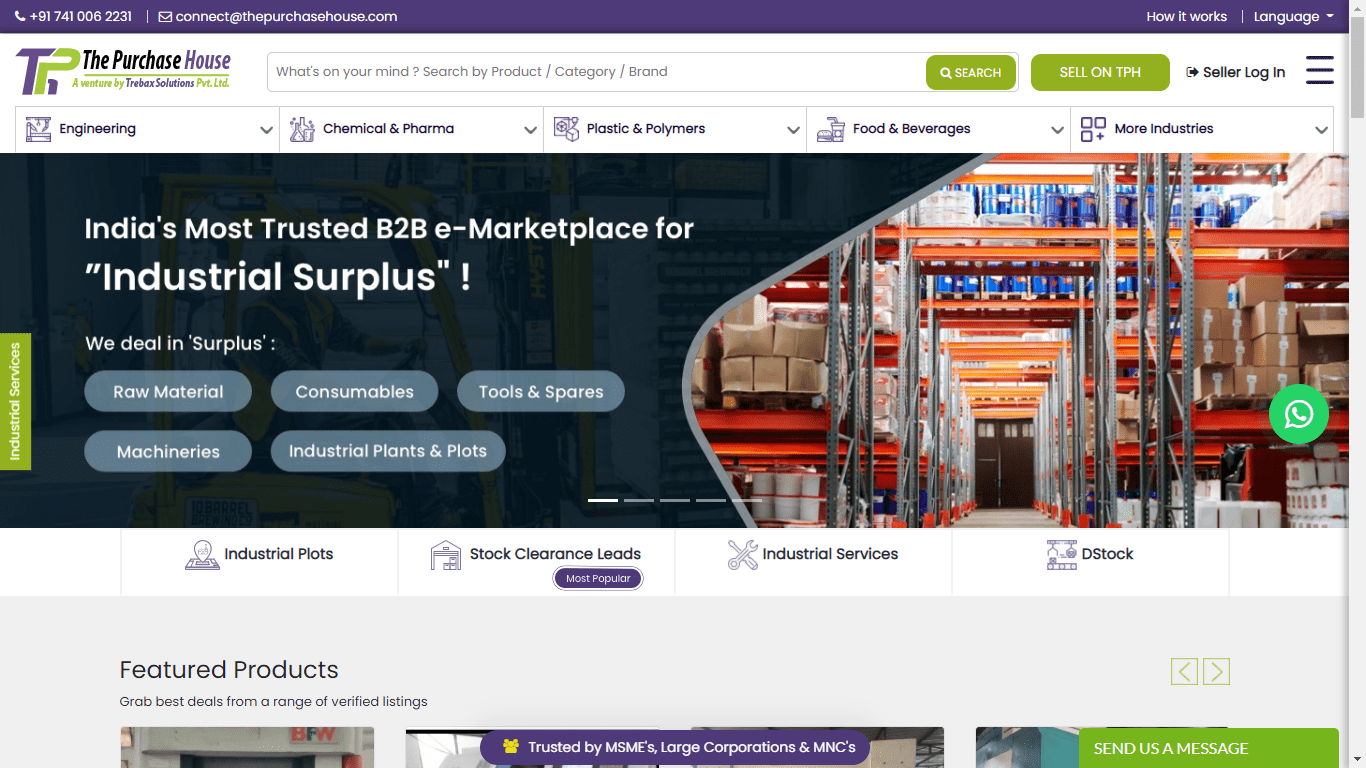 +91 741 006 2231
connect@thepurchasehouse.com
How it works
Language
The Purchase House
A venture by Trebax Solutions Pvt. Ltd.
What's on your mind ? Search by Product / Category / Brand
SEARCH
SELL ON TPH
Seller Log In
Engineering
Chemical & Pharma
Plastic & Polymers
Food & Beverages
More Industries
India's Most Trusted B2B e-Marketplace for
”Industrial Surplus" !
We deal in 'Surplus' :
Raw Material
Consumables
Tools & Spares
Machineries
Industrial Plants & Plots
Industrial Services
HYSTER
Industrial Plots
Stock Clearance Leads
Most Popular
Industrial Services
DStock
Featured Products
Grab best deals from a range of verified listings
BFW
Trusted by MSME's, Large Corporations & MNC's
SEND US A MESSAGE